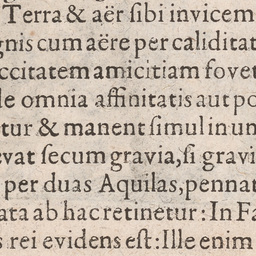 Terra & aër ſibi invicem
gnis cum aëre per caliditat
ccitatem amicitiam fovet
le omnia affinitatis aut po
tur & manent ſimul in un
vat ſecum gravia, ſi gravi
per duas Aquilas, pennat
ata ab hac retinetur: In Fa
s rei evidens eſt: Ille enim